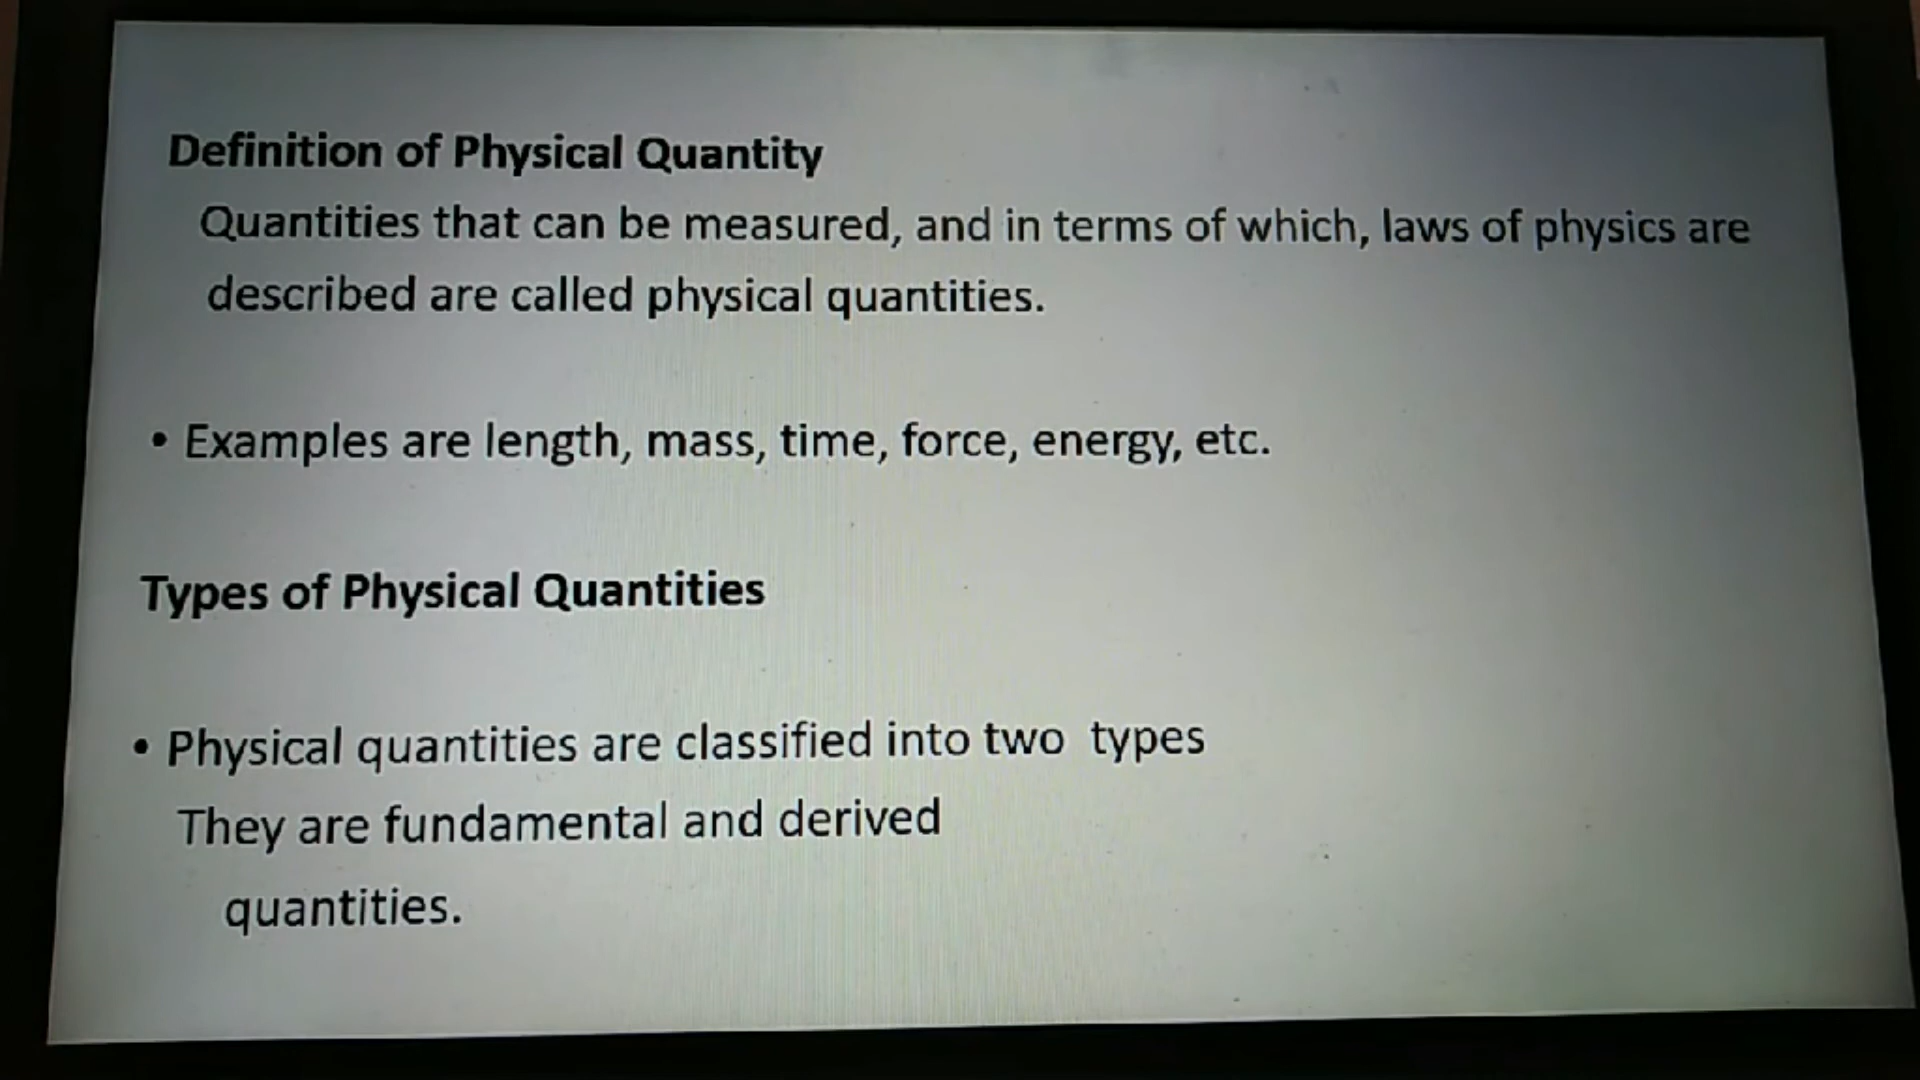 Definition of Physical Quantity
Quantities that can be measured, and in terms of which, laws of physics are
described are called physical quantities.
• Examples are length, mass, time, force, energy, etc.
Types of Physical Quantities
• Physical quantities are classified into two types
They are fundamental and derived
quantities.